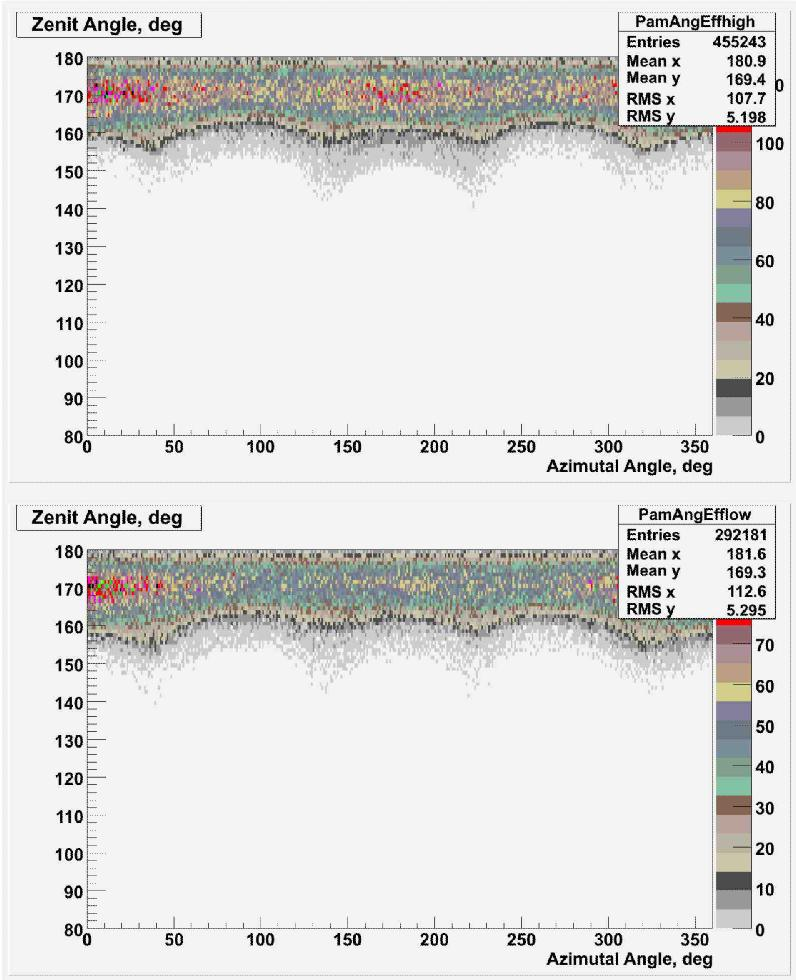 Zenit Angle, deg
PamAngEffhigh
Entries 455243
Mean x 180.9
Mean y 169.4
RMS x 107.7
RMS y 5.198
180
170
160
150
140
130
120
110
100
90
80
0
100
80
60
40
20
0
0 50 100 150 200 250 300 350
Azimutal Angle, deg
Zenit Angle, deg
PamAngEfflow
Entries 292181
Mean x 181.6
Mean y 169.3
RMS x 112.6
RMS y 5.295
180
170
160
150
140
130
120
110
100
90
80
70
60
50
40
30
20
10
0
0 50 100 150 200 250 300 350
Azimutal Angle, deg